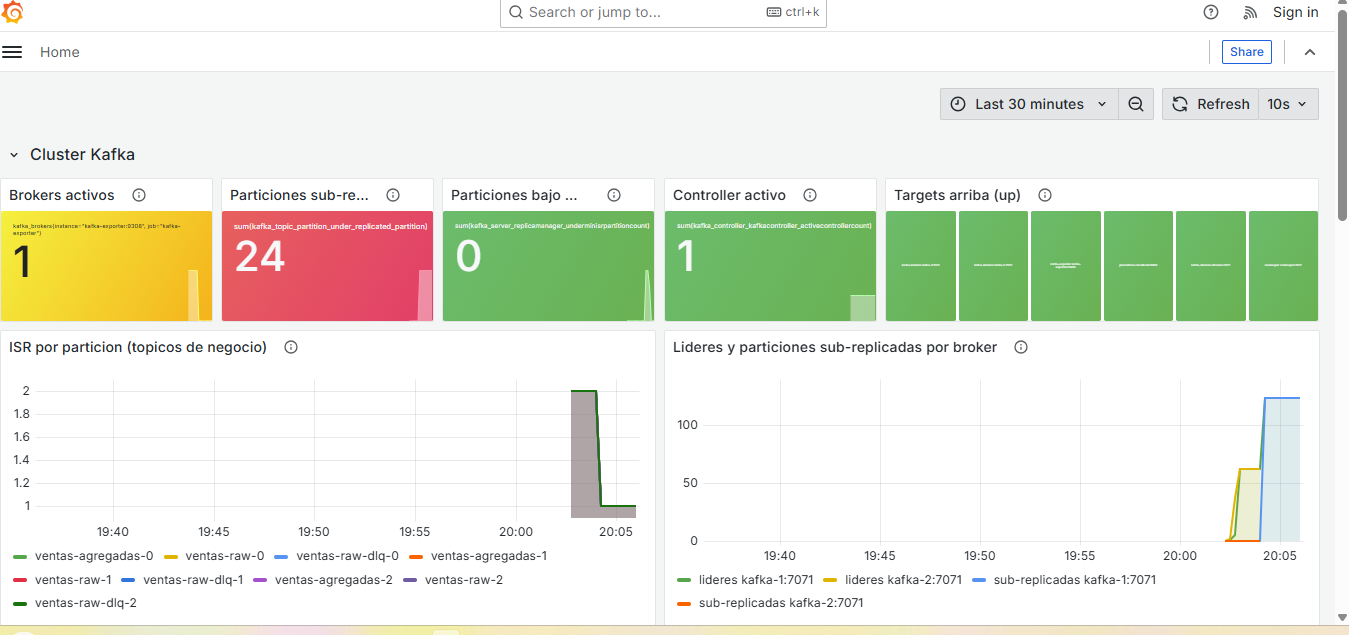 Search or jump to... ctrl+k Sign in
Home Share
Last 30 minutes Refresh 10s
Cluster Kafka
Brokers activos Particiones sub-re... Particiones bajo ... Controller activo Targets arriba (up)
kafka_brokers{instance="kafka-exporter:9308", job="kafka-
exporter"}
1
sum(kafka_topic_partition_under_replicated_partition)
24
sum(kafka_server_replicamanager_underminisrpartitioncount)
0
sum(kafka_controller_kafkacontroller_activecontrollercount)
1
ISR por particion (topicos de negocio)
2
1.8
1.6
1.4
1.2
1
19:40 19:45 19:50 19:55 20:00 20:05
ventas-agregadas-0 ventas-raw-0 ventas-raw-dlq-0 ventas-agregadas-1
ventas-raw-1 ventas-raw-dlq-1 ventas-agregadas-2 ventas-raw-2
ventas-raw-dlq-2
Lideres y particiones sub-replicadas por broker
100
50
0
19:40 19:45 19:50 19:55 20:00 20:05
lideres kafka-1:7071 lideres kafka-2:7071 sub-replicadas kafka-1:7071
sub-replicadas kafka-2:7071